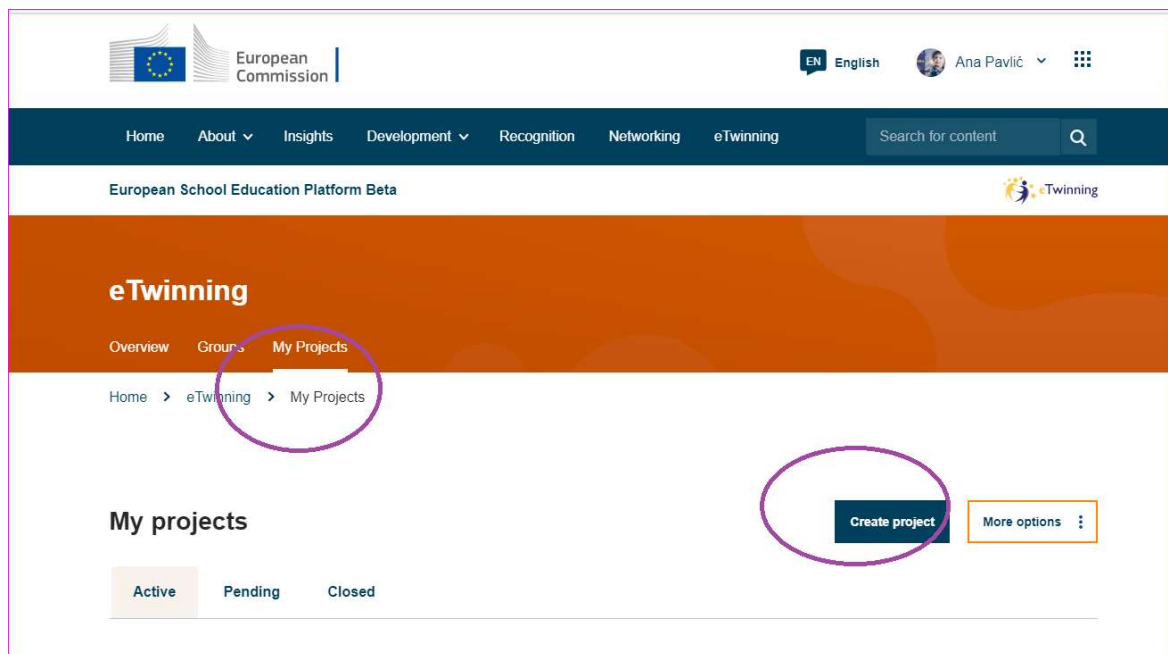 European
Commission
EN English
Ana Pavlić
Home About Insights Development Recognition Networking eTwinning Search for content
European School Education Platform Beta
eTwinning
eTwinning
Overview Groups My Projects
Home > eTwinning > My Projects
My projects
Create project
More options
Active Pending Closed